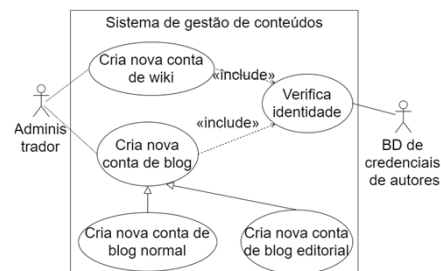 Sistema de gestão de conteúdos
Cria nova conta
de wiki
«include»
Verifica
identidade
Adminis
trador
«include»
Cria nova
conta de blog
BD de
credenciais
de autores
Cria nova conta de
blog normal
Cria nova conta
de blog editorial